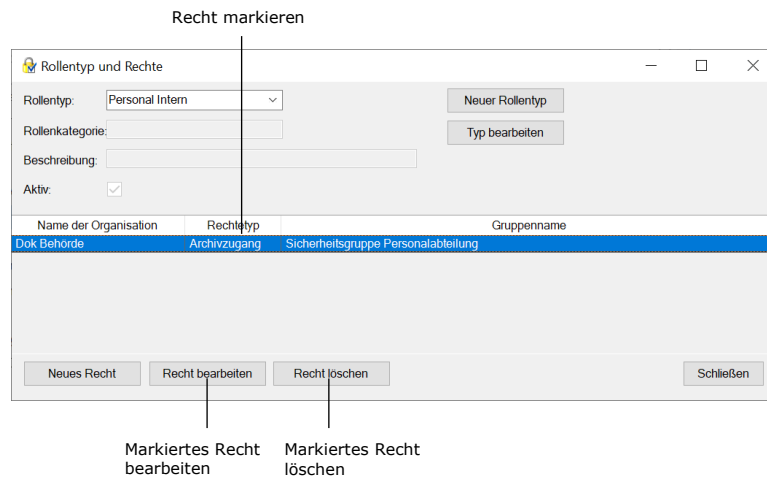 Recht markieren
Rollentyp und Rechte
Rollentyp: Personal Intern Neuer Rollentyp
Rollenkategorie: Typ bearbeiten
Beschreibung:
Aktiv:
Name der Organisation Rechtetyp Gruppenname
Dok Behörde Archivzugang Sicherheitsgruppe Personalabteilung
Neues Recht Recht bearbeiten Recht löschen Schließen
Markiertes Recht Markiertes Recht
bearbeiten löschen